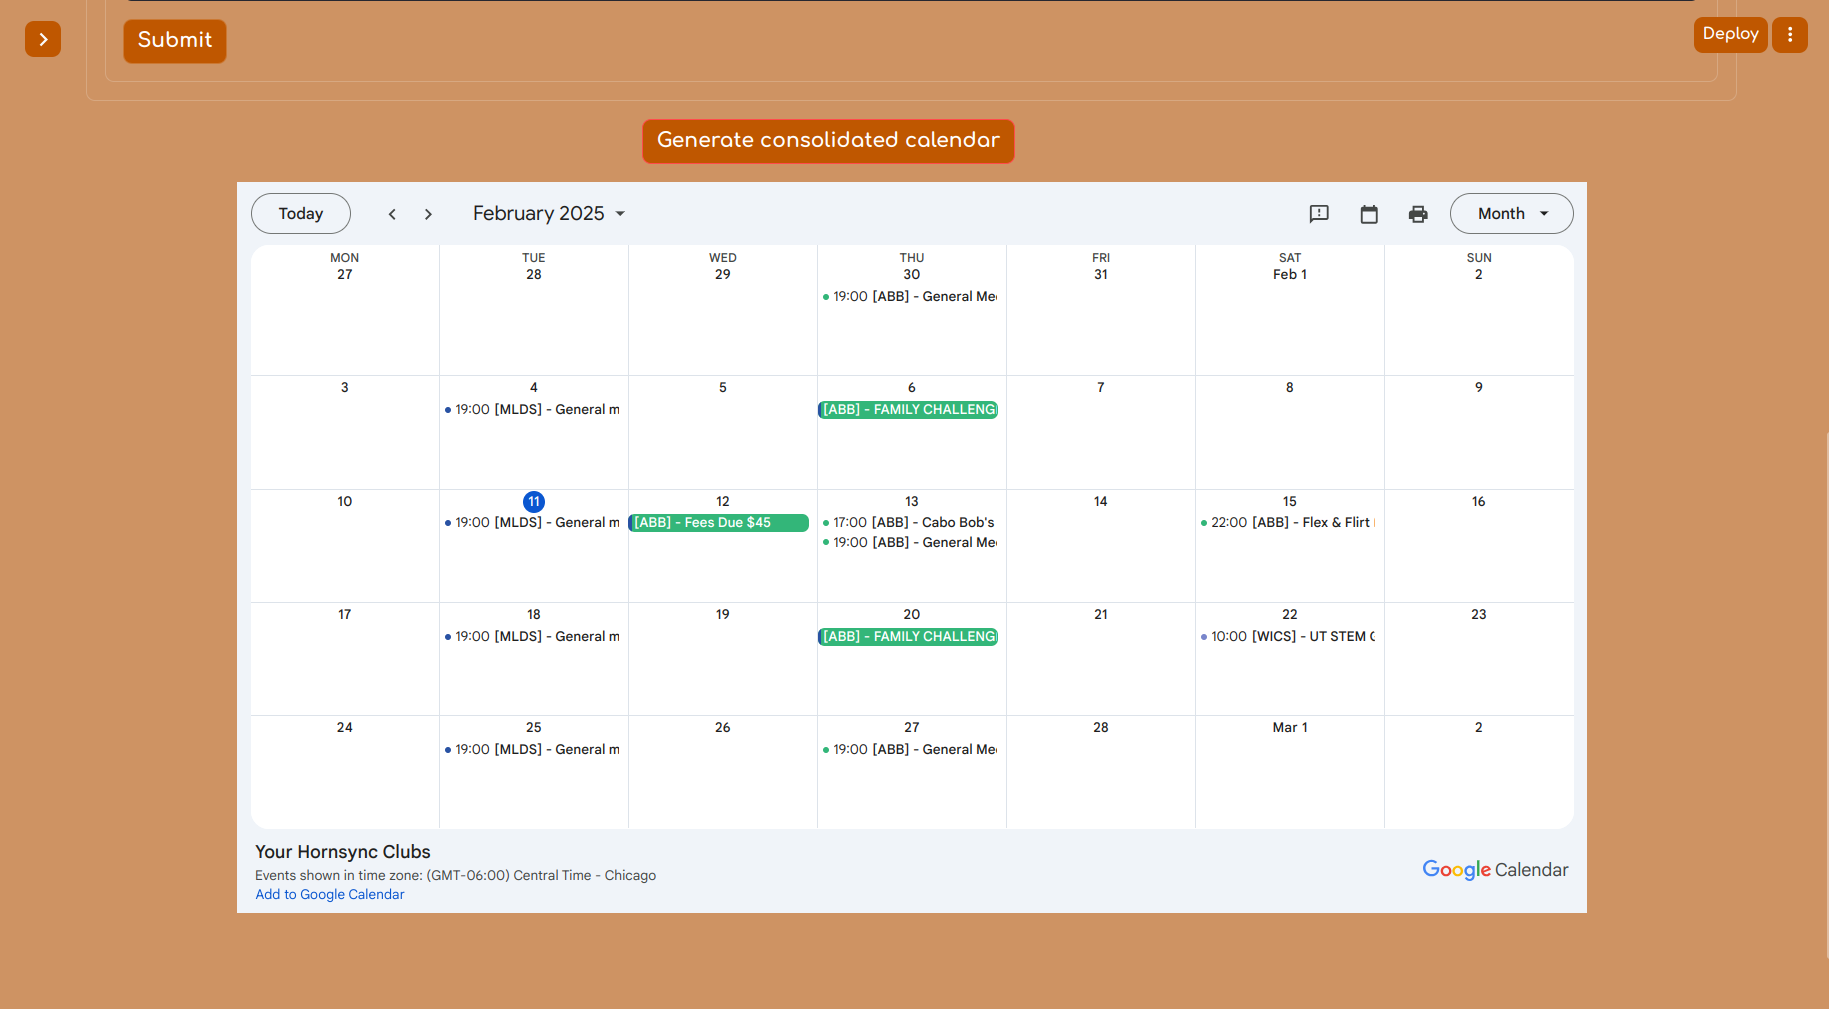 Submit
Deploy
Generate consolidated calendar
Today
February 2025
Month
MON TUE WED THU FRI SAT SUN
27 28 29 30 31 Feb 1 2
19:00 [ABB] - General Me
3 4 5 6 7 8 9
19:00 [MLDS] - General m
[ABB] - FAMILY CHALLENG
10 11 12 13 14 15 16
19:00 [MLDS] - General m
[ABB] - Fees Due $45
17:00 [ABB] - Cabo Bob's
22:00 [ABB] - Flex & Flirt
19:00 [ABB] - General Me
17 18 19 20 21 22 23
19:00 [MLDS] - General m
[ABB] - FAMILY CHALLENG
10:00 [WICS] - UT STEM
24 25 26 27 28 Mar 1 2
19:00 [MLDS] - General m
19:00 [ABB] - General Me
Your Hornsync Clubs
Events shown in time zone: (GMT-06:00) Central Time - Chicago
Add to Google Calendar
Google Calendar